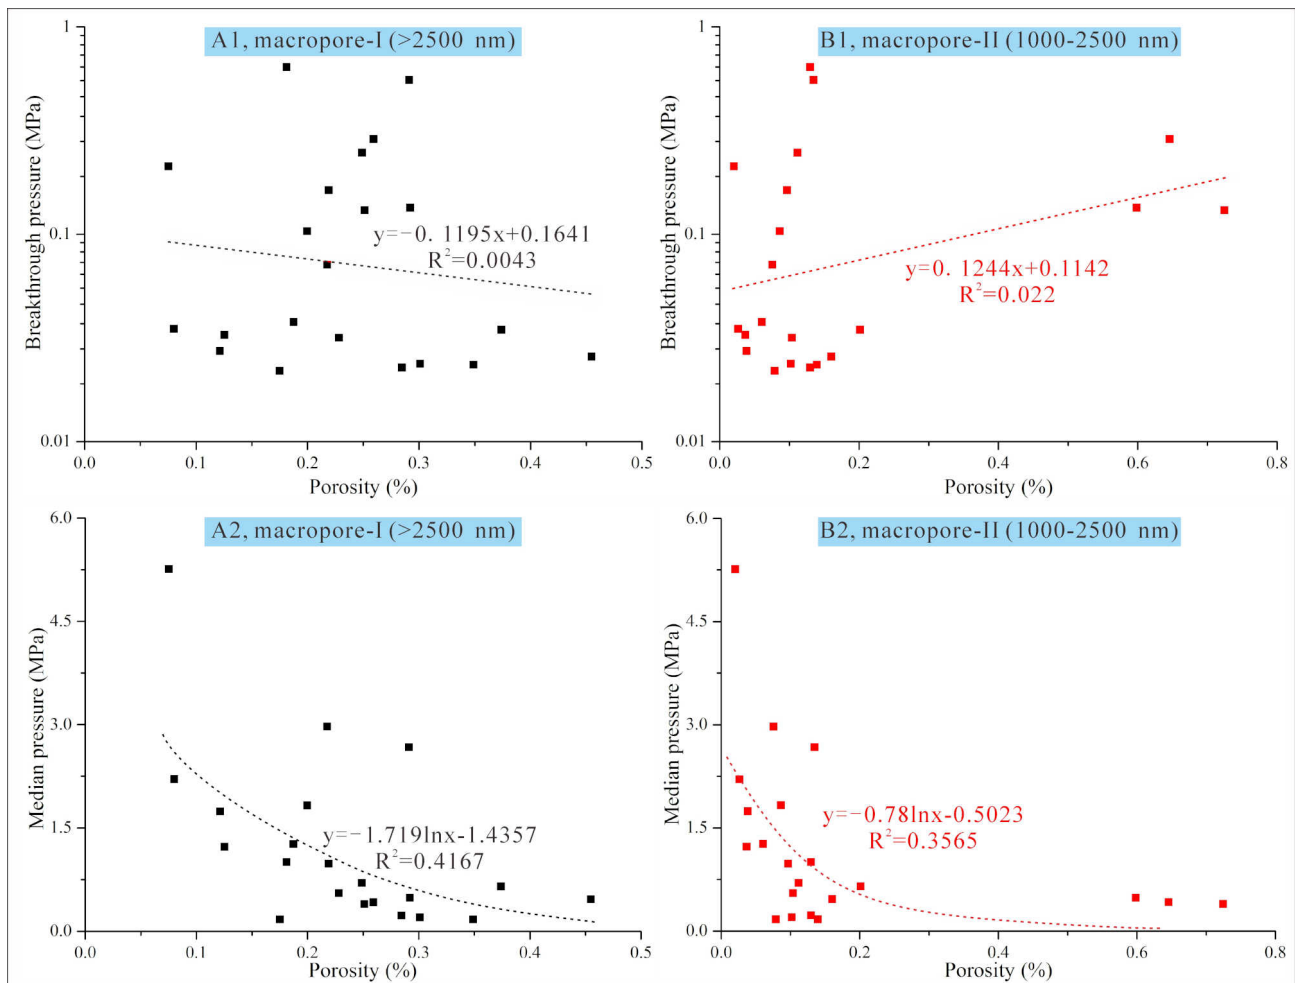 A1, macropore-I (>2500 nm)
Breakthrough pressure (MPa)
1
0.1
0.01
y=−0. 1195x+0.1641
R²=0.0043
0.0 0.1 0.2 0.3 0.4 0.5
Porosity (%)
B1, macropore-II (1000-2500 nm)
Breakthrough pressure (MPa)
1
0.1
0.01
y=0. 1244x+0.1142
R²=0.022
0.0 0.2 0.4 0.6 0.8
Porosity (%)
A2, macropore-I (>2500 nm)
Median pressure (MPa)
6.0
4.5
3.0
1.5
0.0
y=−1.719lnx-1.4357
R²=0.4167
0.0 0.1 0.2 0.3 0.4 0.5
Porosity (%)
B2, macropore-II (1000-2500 nm)
Median pressure (MPa)
6.0
4.5
3.0
1.5
0.0
y=−0.78lnx-0.5023
R²=0.3565
0.0 0.2 0.4 0.6 0.8
Porosity (%)